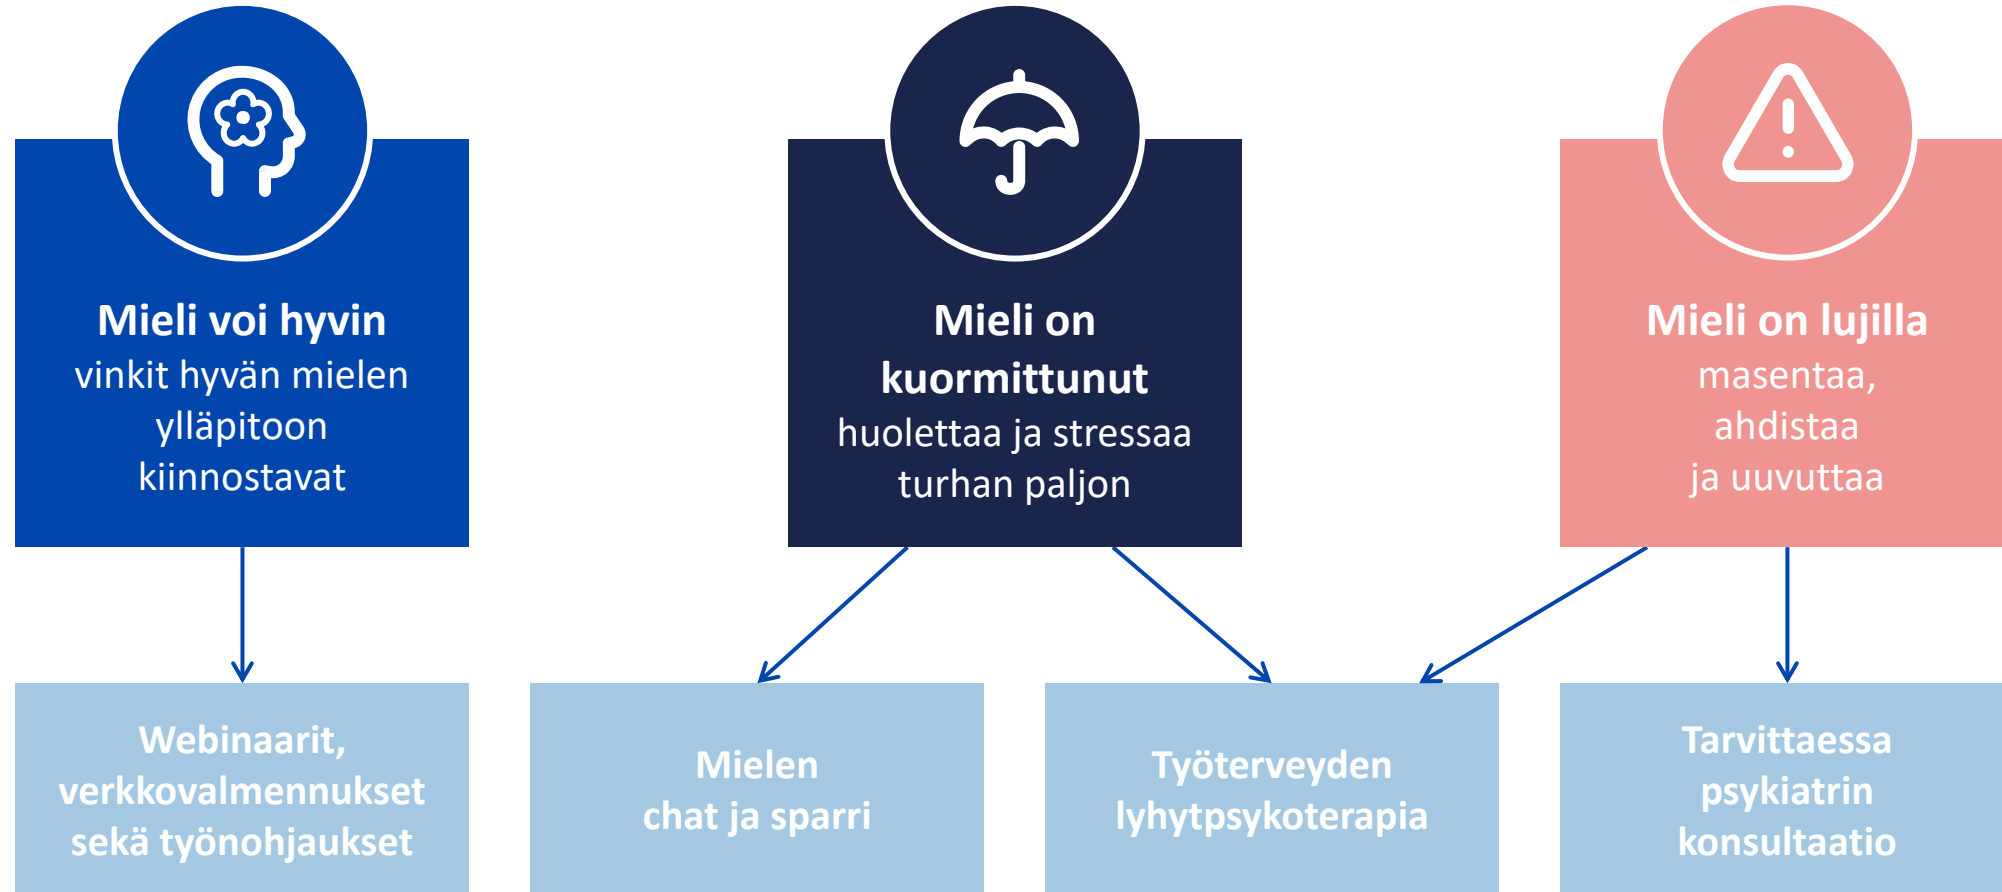 Mieli voi hyvin
vinkit hyvän mielen
ylläpitoon
kiinnostavat
Mieli on
kuormittunut
huolettaa ja stressaa
turhan paljon
Mieli on lujilla
masentaa,
ahdistaa
ja uuvuttaa
Webinaarit,
verkkovalmennukset
sekä työnohjaukset
Mielen
chat ja sparri
Työterveyden
lyhytpsykoterapia
Tarvittaessa
psykiatrin
konsultaatio